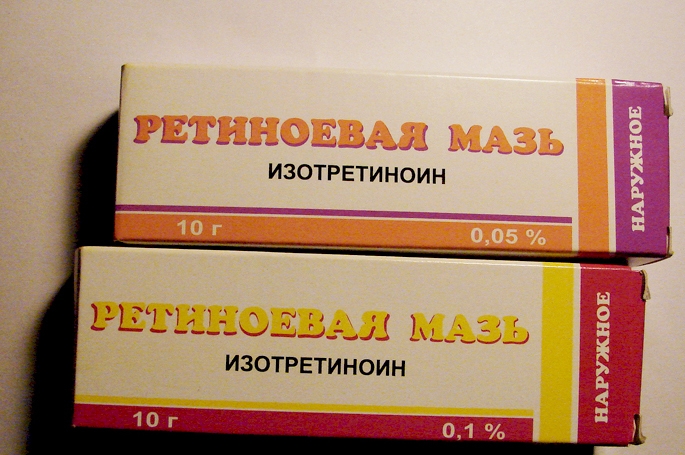 РЕТИНОЕВАЯ МАЗЬ
ИЗОТРЕТИНОИН
10 г 0,05 %
НАРУЖНОЕ
РЕТИНОЕВАЯ МАЗЬ
ИЗОТРЕТИНОИН
10 г 0,1 %
НАРУЖНОЕ